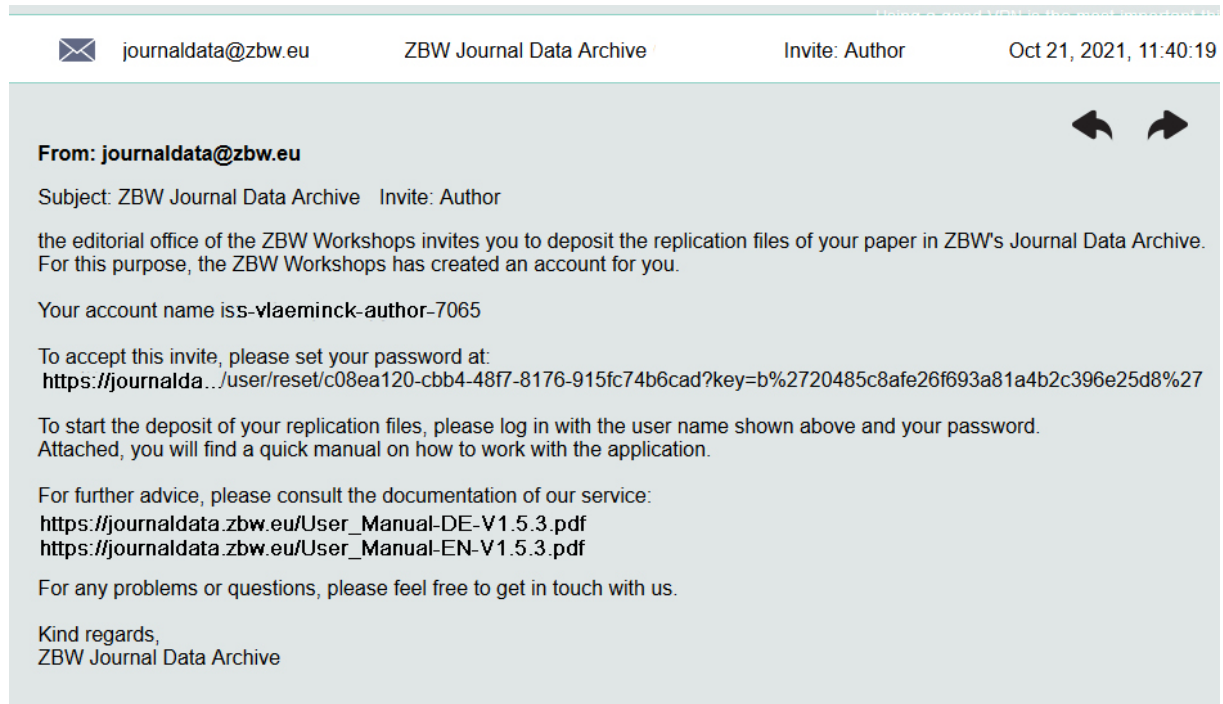 journaldata@zbw.eu ZBW Journal Data Archive Invite: Author Oct 21, 2021, 11:40:19
From: journaldata@zbw.eu
Subject: ZBW Journal Data Archive Invite: Author
the editorial office of the ZBW Workshops invites you to deposit the replication files of your paper in ZBW's Journal Data Archive.
For this purpose, the ZBW Workshops has created an account for you.
Your account name iss-vlaeminck-author-7065
To accept this invite, please set your password at:
https://journalda.../user/reset/c08ea120-cbb4-48f7-8176-915fc74b6cad?key=b%2720485c8afe26f693a81a4b2c396e25d8%27
To start the deposit of your replication files, please log in with the user name shown above and your password.
Attached, you will find a quick manual on how to work with the application.
For further advice, please consult the documentation of our service:
https://journaldata.zbw.eu/User_Manual-DE-V1.5.3.pdf
https://journaldata.zbw.eu/User_Manual-EN-V1.5.3.pdf
For any problems or questions, please feel free to get in touch with us.
Kind regards,
ZBW Journal Data Archive